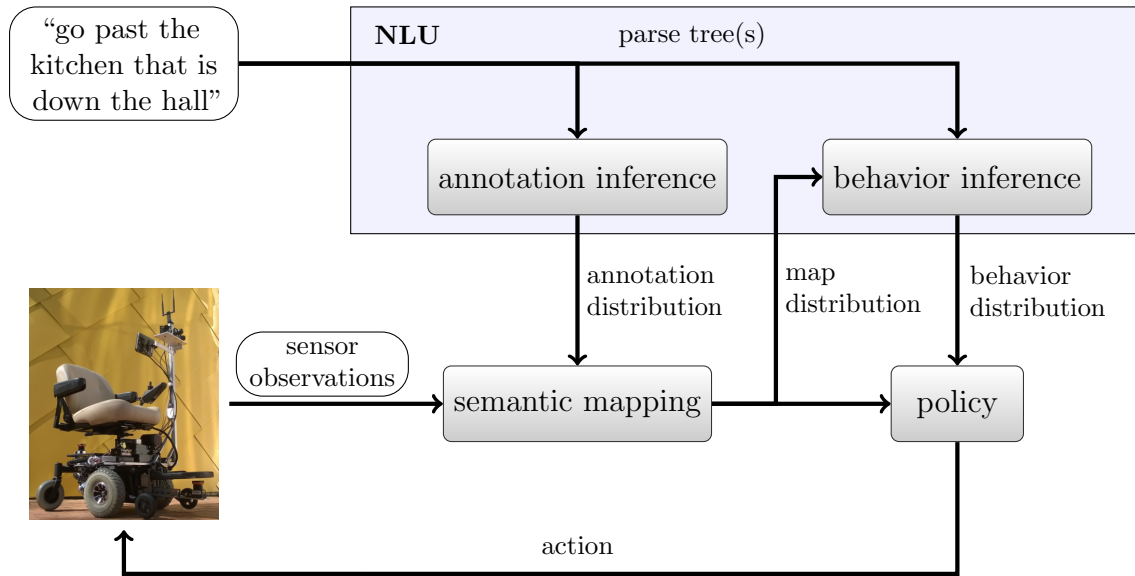 “go past the
kitchen that is
down the hall”
NLU
parse tree(s)
annotation inference
behavior inference
annotation
distribution
map
distribution
behavior
distribution
sensor
observations
semantic mapping
policy
action